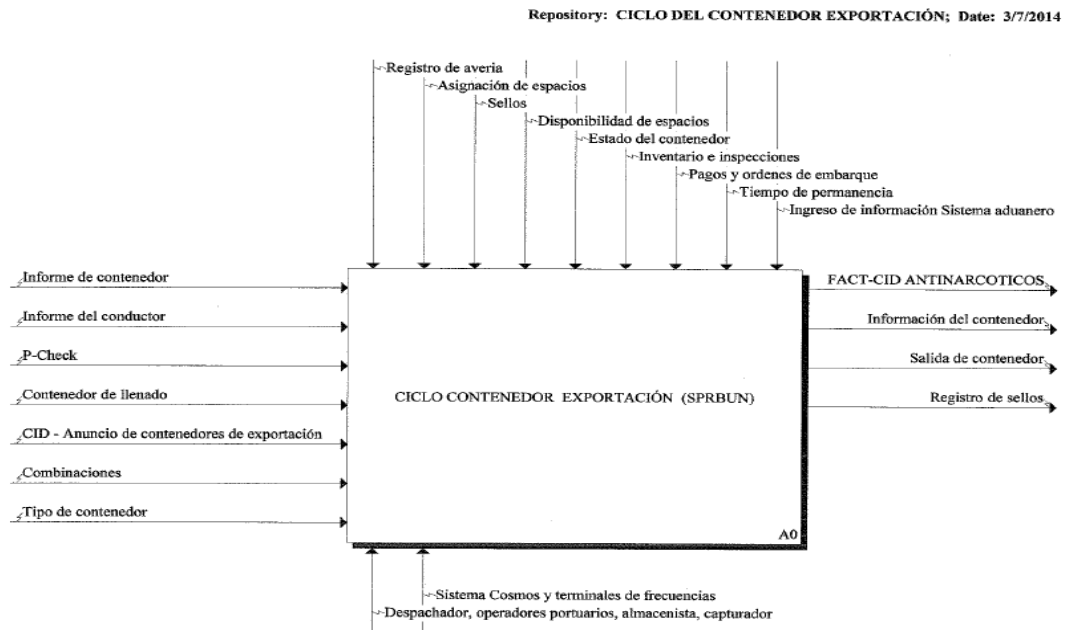 Repository: CICLO DEL CONTENEDOR EXPORTACIÓN; Date: 3/7/2014
Registro de averia
Asignación de espacios
Sellos
Disponibilidad de espacios
Estado del contenedor
Inventario e inspecciones
Pagos y ordenes de embarque
Tiempo de permanencia
Ingreso de información Sistema aduanero
Informe de contenedor
Informe del conductor
P-Check
Contenedor de llenado
CID - Anuncio de contenedores de exportación
Combinaciones
Tipo de contenedor
CICLO CONTENEDOR EXPORTACIÓN (SPRBUN)
A0
FACT-CID ANTINARCOTICOS
Información del contenedor
Salida de contenedor
Registro de sellos
Sistema Cosmos y terminales de frecuencias
Despachador, operadores portuarios, almacenista, capturador